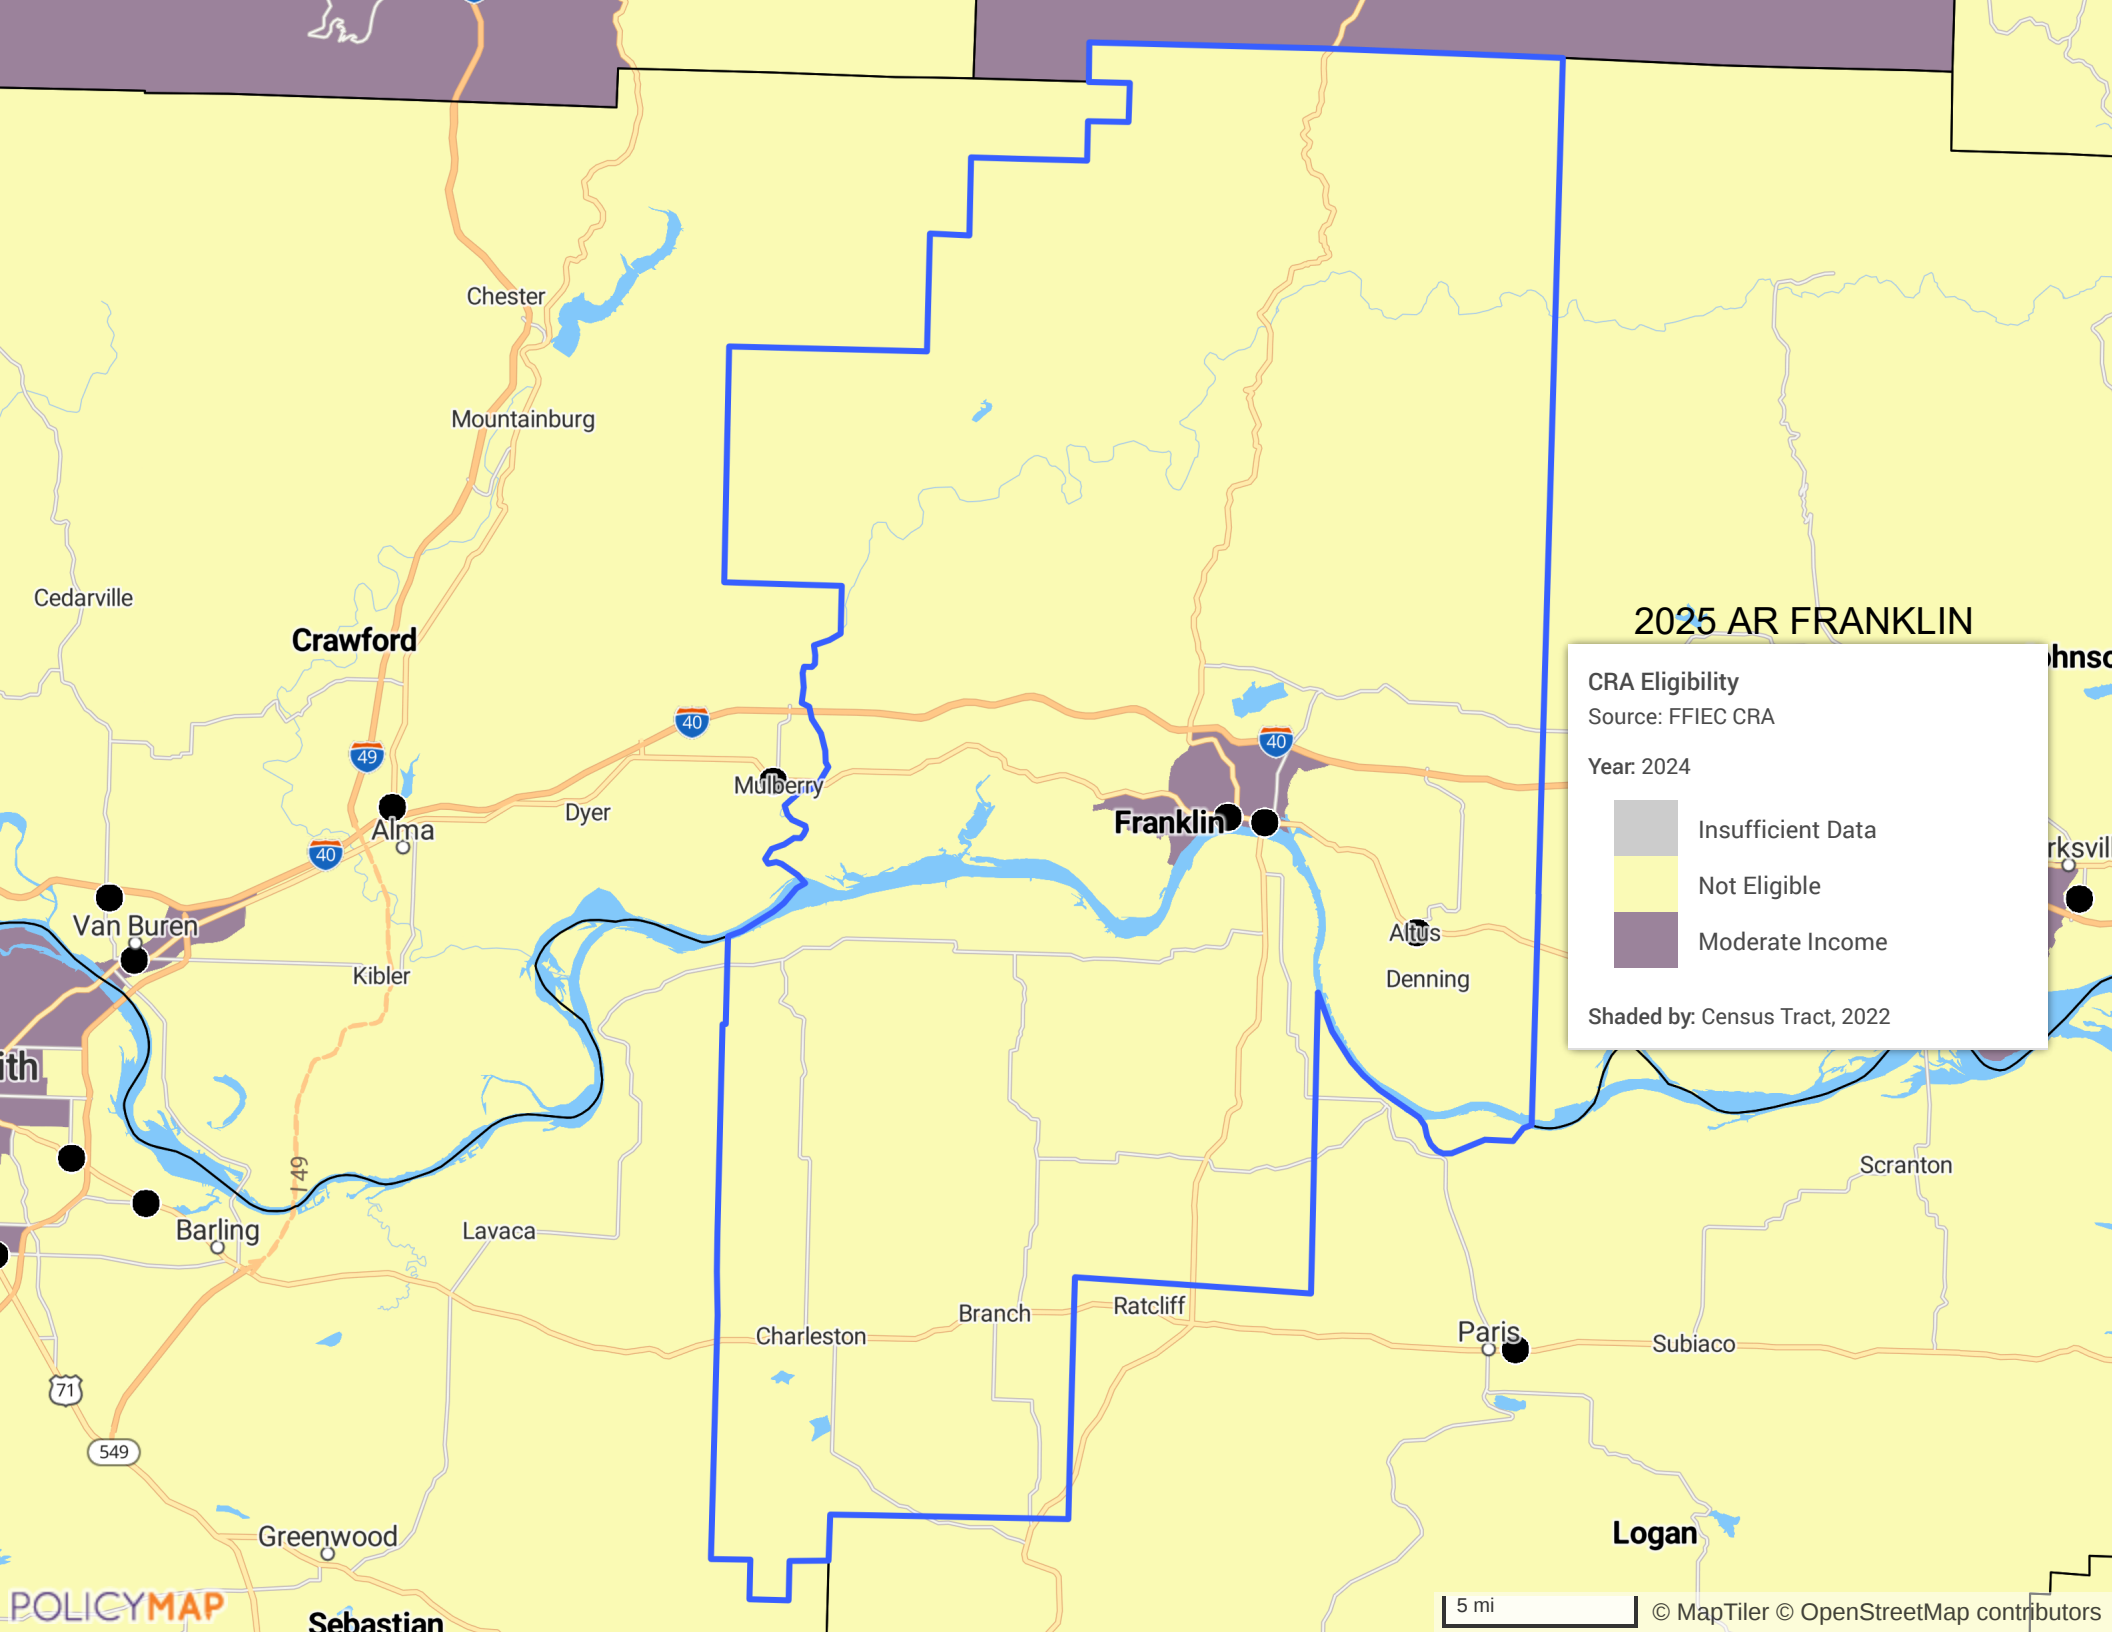 Chester
Mountainburg
Cedarville
Crawford
2025 AR FRANKLIN
CRA Eligibility
Source: FFIEC CRA
Year: 2024
Insufficient Data
Not Eligible
Moderate Income
Shaded by: Census Tract, 2022
40
49
40
40
Mulberry
Dyer
Alma
Franklin
Van Buren
Kibler
Altus
Denning
I 49
Barling
Lavaca
Scranton
Charleston
Branch
Ratcliff
Paris
Subiaco
71
549
Greenwood
Logan
Sebastian
POLICYMAP
5 mi
© MapTiler © OpenStreetMap contributors